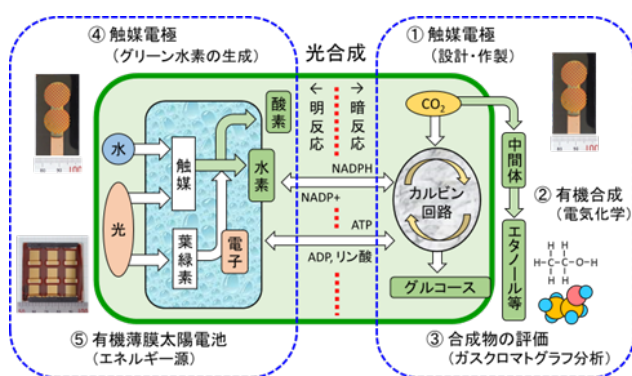 ④ 触媒電極
(グリーン水素の生成)
光合成
① 触媒電極
(設計・作製)
←明反応
暗反応→
酸素
水
触媒
水素
光
葉緑素
電子
CO₂
中間体
NADPH
NADP+
カルビン
回路
ATP
ADP, リン酸
グルコース
エタノール等
② 有機合成
(電気化学)
H H
H-C-C-O-H
H H
⑤ 有機薄膜太陽電池
(エネルギー源)
③ 合成物の評価
(ガスクロマトグラフ分析)